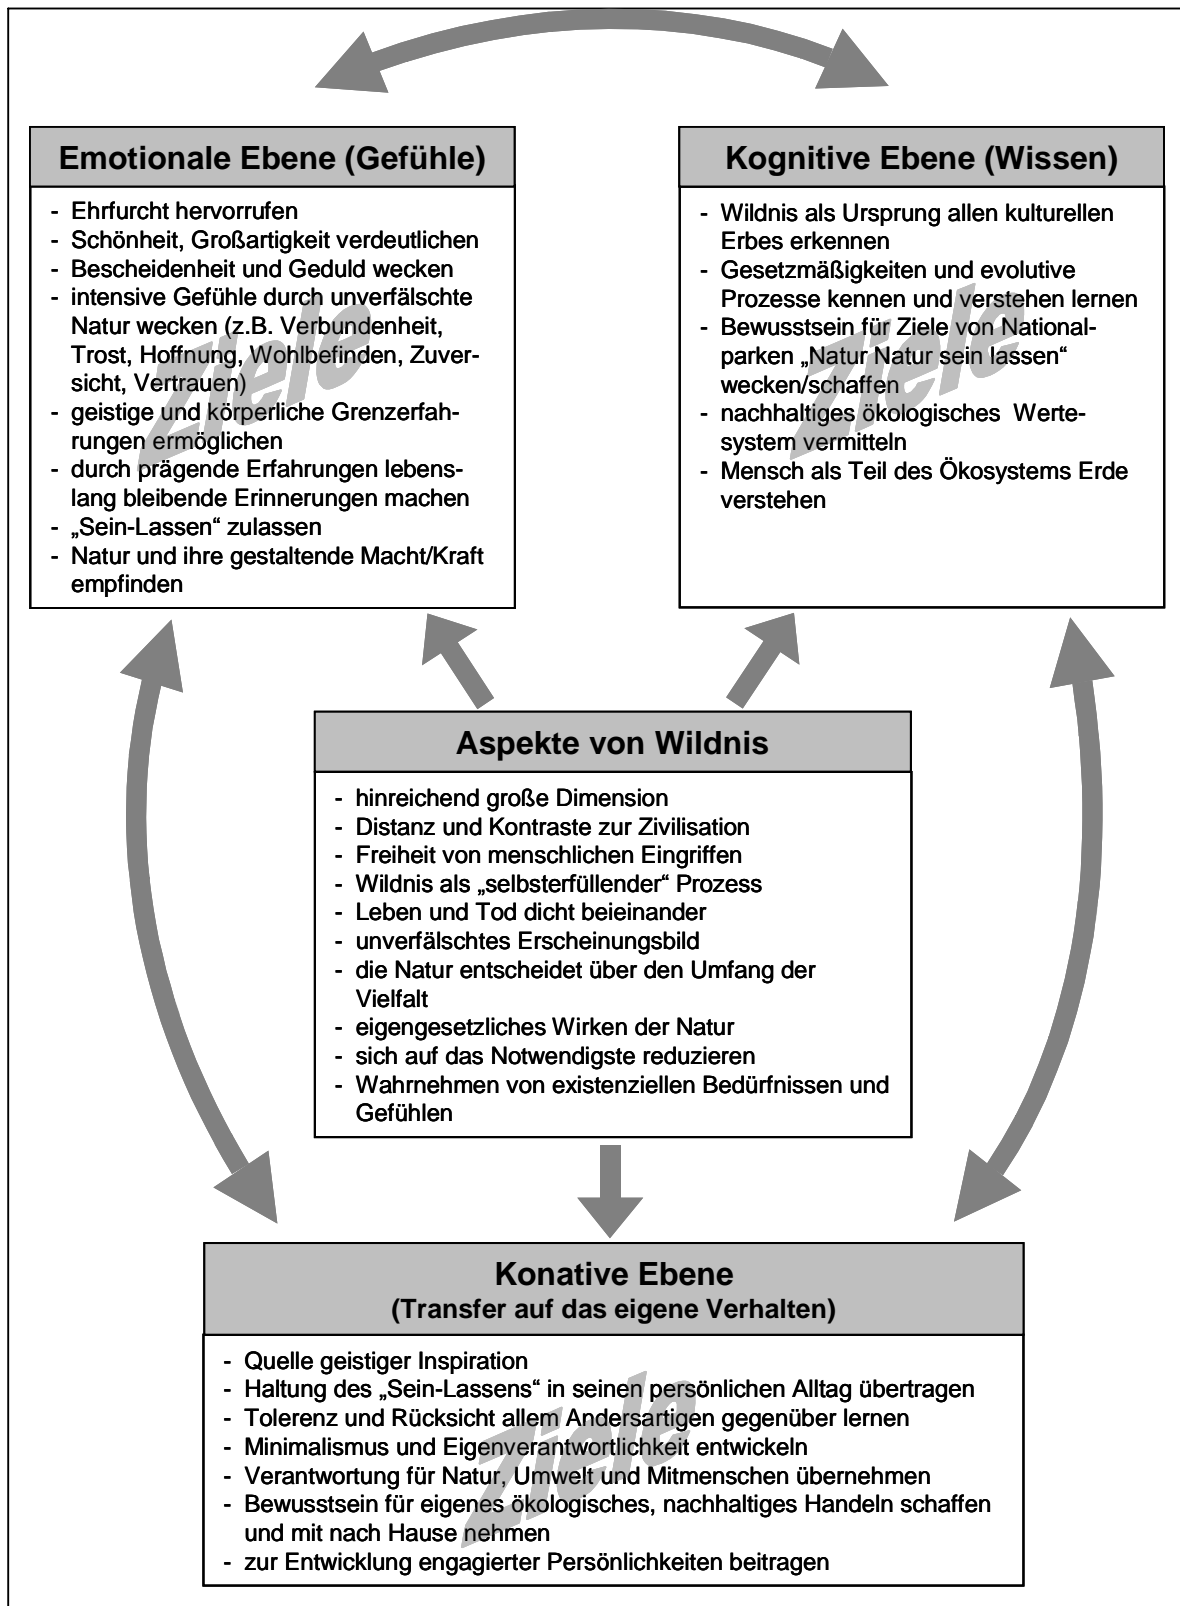 Emotionale Ebene (Gefühle)
- Ehrfurcht hervorrufen
- Schönheit, Großartigkeit verdeutlichen
- Bescheidenheit und Geduld wecken
- intensive Gefühle durch unverfälschte
Natur wecken (z.B. Verbundenheit,
Trost, Hoffnung, Wohlbefinden, Zuver-
sicht, Vertrauen)
- geistige und körperliche Grenzerfah-
rungen ermöglichen
- durch prägende Erfahrungen lebens-
lang bleibende Erinnerungen machen
- „Sein-Lassen“ zulassen
- Natur und ihre gestaltende Macht/Kraft
empfinden
Ziele
Kognitive Ebene (Wissen)
- Wildnis als Ursprung allen kulturellen
Erbes erkennen
- Gesetzmäßigkeiten und evolutive
Prozesse kennen und verstehen lernen
- Bewusstsein für Ziele von National-
parken „Natur Natur sein lassen“
wecken/schaffen
- nachhaltiges ökologisches Werte-
system vermitteln
- Mensch als Teil des Ökosystems Erde
verstehen
Ziele
Aspekte von Wildnis
- hinreichend große Dimension
- Distanz und Kontraste zur Zivilisation
- Freiheit von menschlichen Eingriffen
- Wildnis als „selbsterfüllender“ Prozess
- Leben und Tod dicht beieinander
- unverfälschtes Erscheinungsbild
- die Natur entscheidet über den Umfang der
Vielfalt
- eigengesetzliches Wirken der Natur
- sich auf das Notwendigste reduzieren
- Wahrnehmen von existenziellen Bedürfnissen und
Gefühlen
Konative Ebene
(Transfer auf das eigene Verhalten)
- Quelle geistiger Inspiration
- Haltung des „Sein-Lassens“ in seinen persönlichen Alltag übertragen
- Tolerenz und Rücksicht allem Andersartigen gegenüber lernen
- Minimalismus und Eigenverantwortlichkeit entwickeln
- Verantwortung für Natur, Umwelt und Mitmenschen übernehmen
- Bewusstsein für eigenes ökologisches, nachhaltiges Handeln schaffen
und mit nach Hause nehmen
- zur Entwicklung engagierter Persönlichkeiten beitragen
Ziele